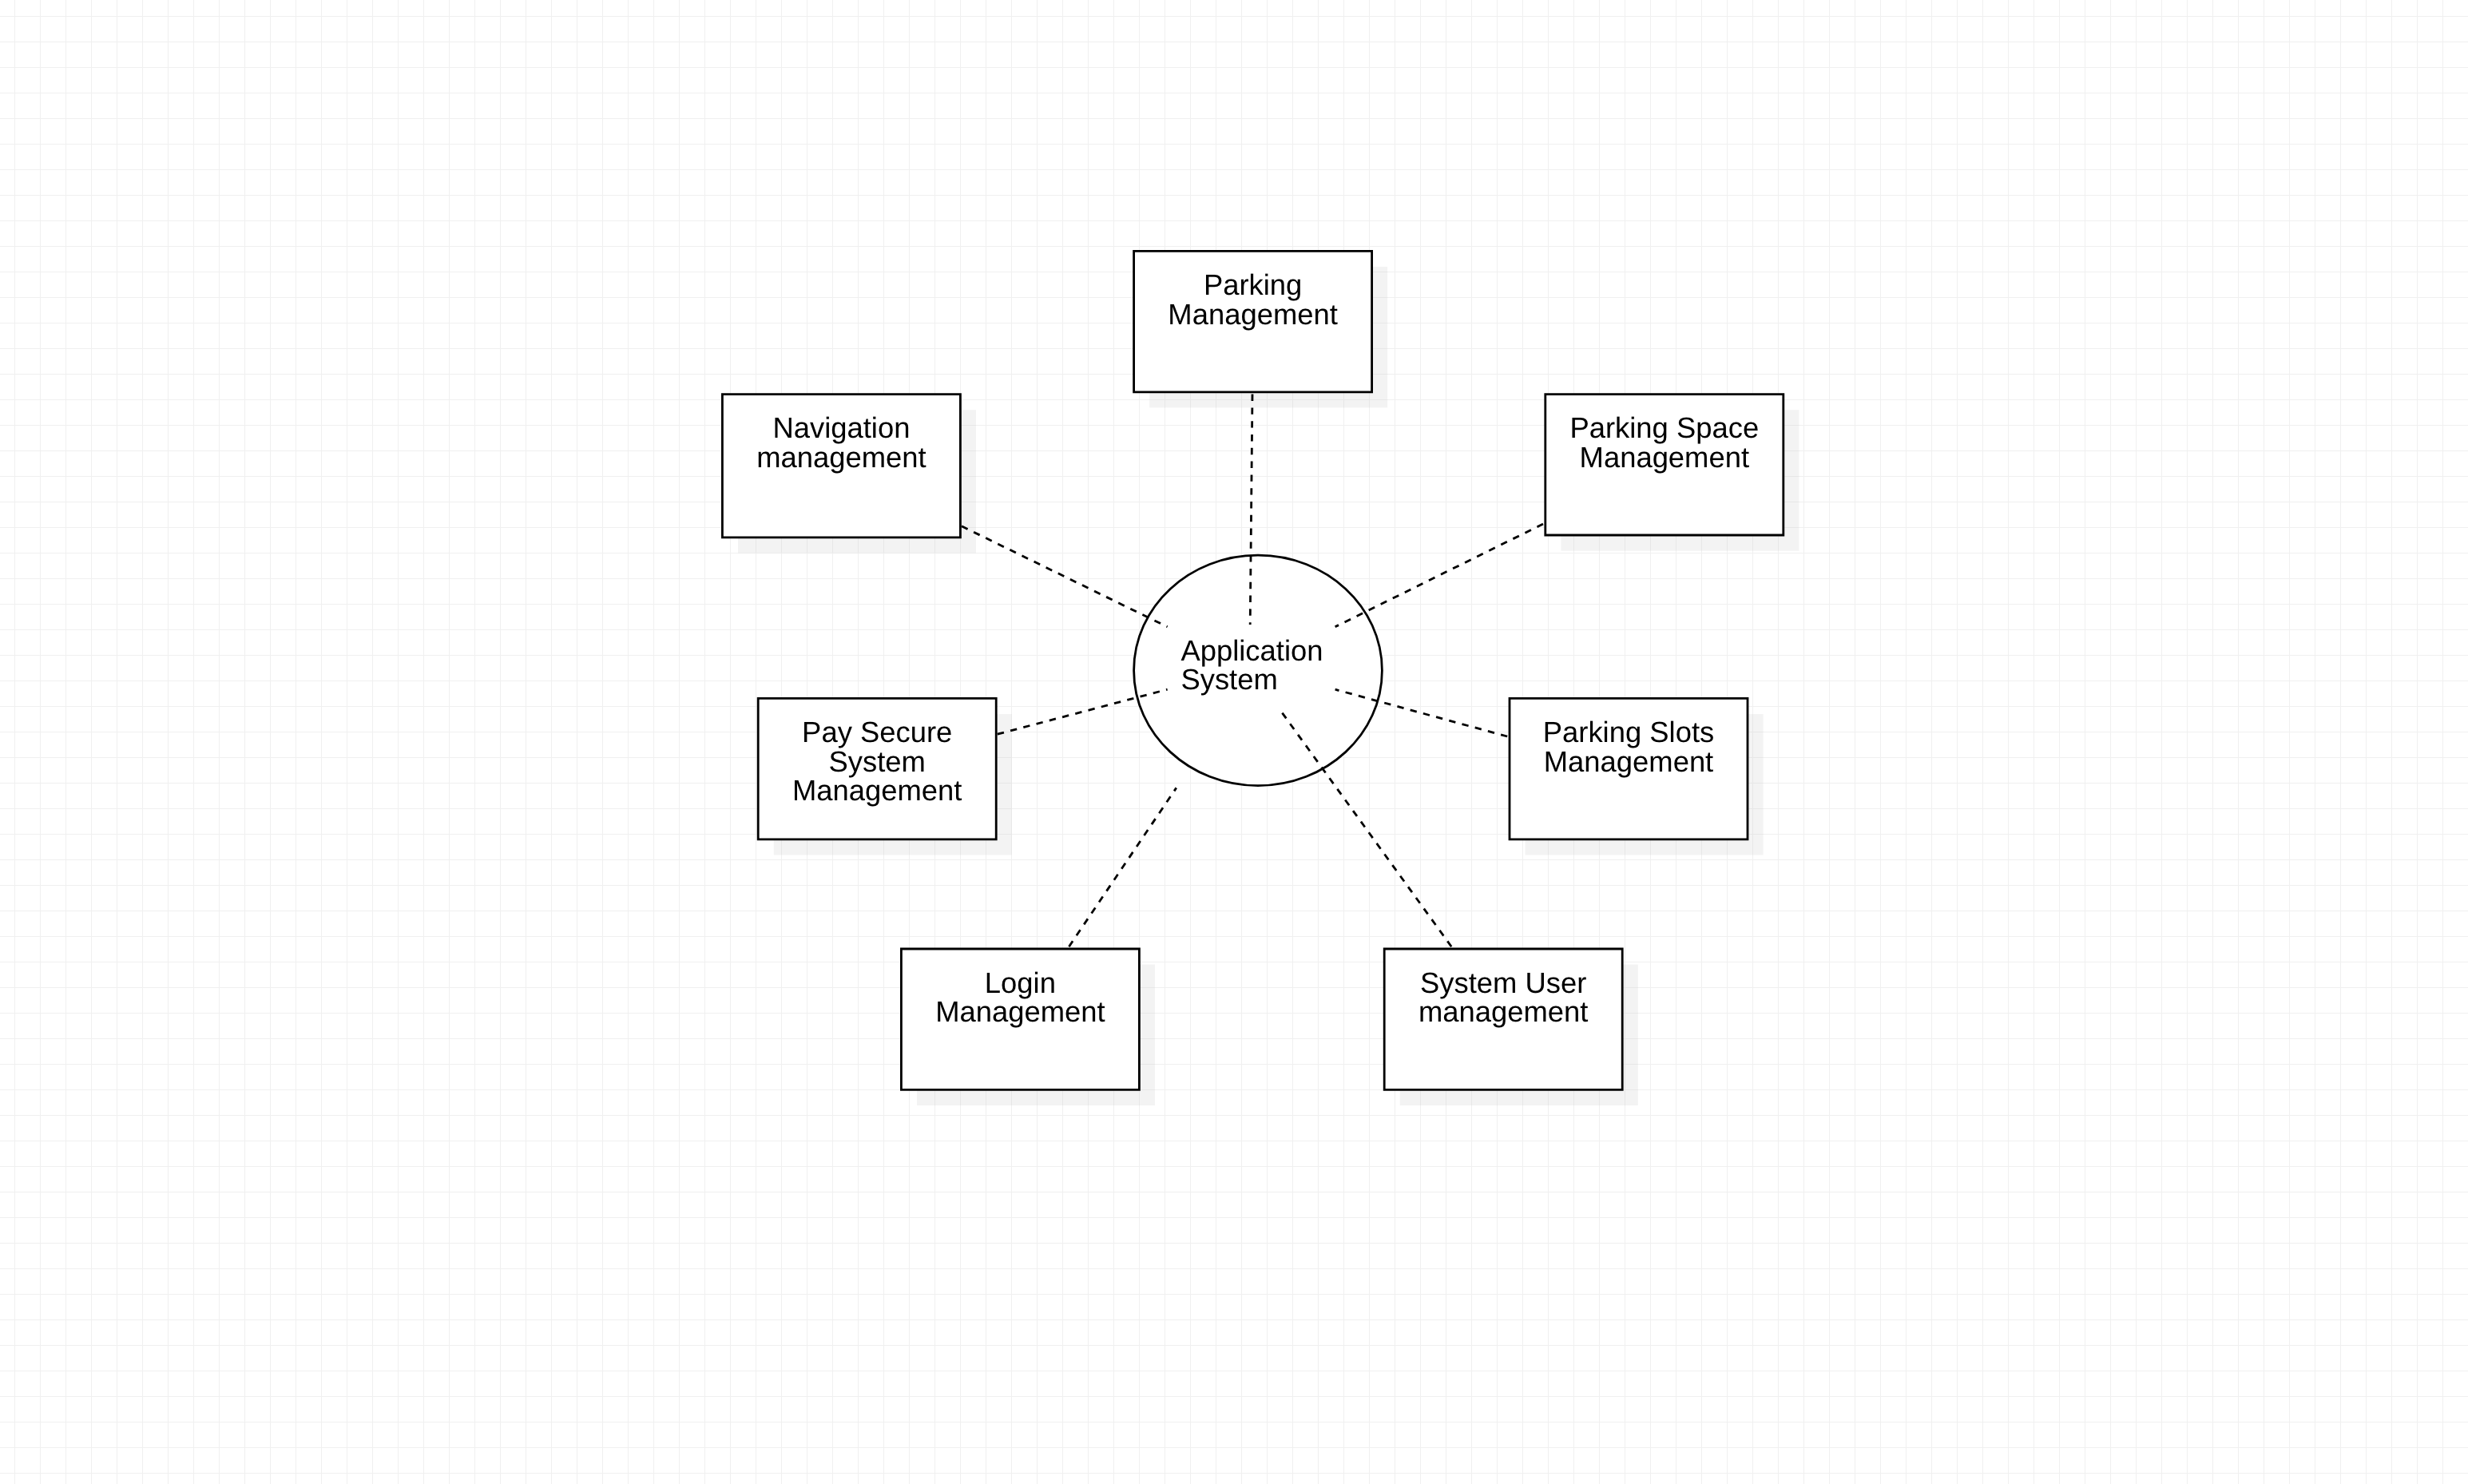 Parking
Management
Navigation
management
Parking Space
Management
Application
System
Pay Secure
System
Management
Parking Slots
Management
Login
Management
System User
management